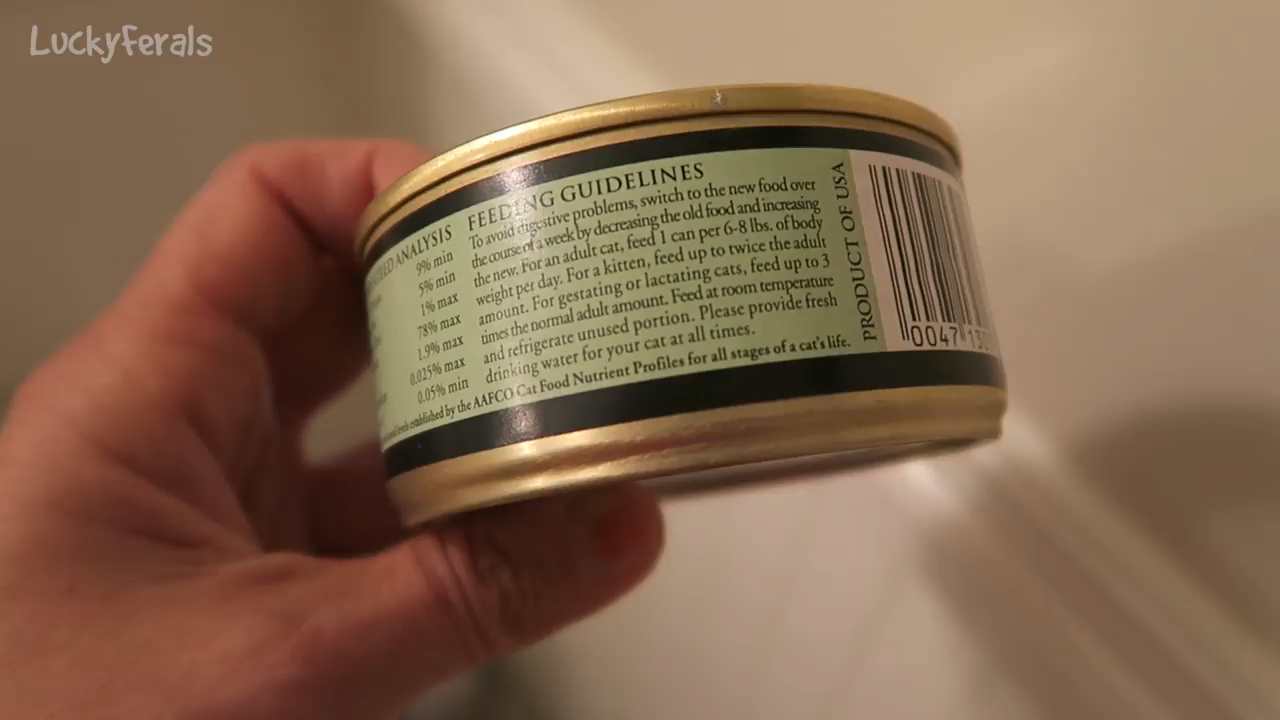 LuckyFerals
ANALYSIS
9% min
5% min
1% max
78% max
1.9% max
0.025% max
0.05% min
FEEDING GUIDELINES
To avoid digestive problems, switch to the new food over
the course of a week by decreasing the old food and increasing
the new. For an adult cat, feed 1 can per 6-8 lbs. of body
weight per day. For a kitten, feed up to twice the adult
amount. For gestating or lactating cats, feed up to 3
times the normal adult amount. Feed at room temperature
and refrigerate unused portion. Please provide fresh
drinking water for your cat at all times.
established by the AAFCO Cat Food Nutrient Profiles for all stages of a cat's life.
PRODUCT OF USA
0047